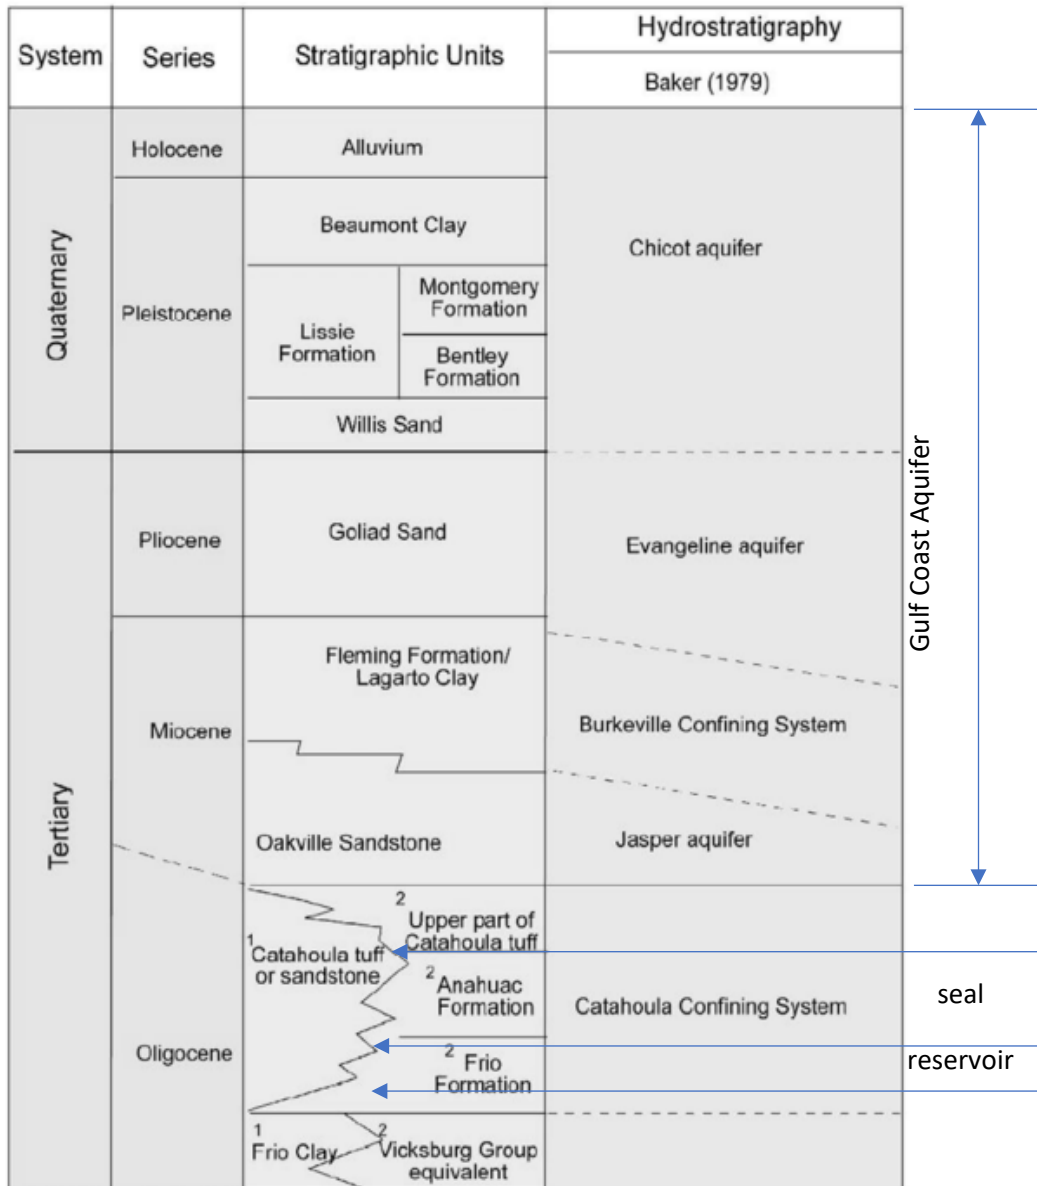 System
Series
Stratigraphic Units
Hydrostratigraphy
Baker (1979)
Quaternary
Holocene
Alluvium
Pleistocene
Beaumont Clay
Lissie
Formation
Montgomery
Formation
Bentley
Formation
Willis Sand
Chicot aquifer
Tertiary
Pliocene
Goliad Sand
Evangeline aquifer
Miocene
Fleming Formation/
Lagarto Clay
Burkeville Confining System
Oakville Sandstone
Jasper aquifer
Oligocene
1 Catahoula tuff
or sandstone
2
Upper part of
Catahoula tuff
2 Anahuac
Formation
2 Frio
Formation
Catahoula Confining System
1
Frio Clay
2
Vicksburg Group
equivalent
Gulf Coast Aquifer
seal
reservoir